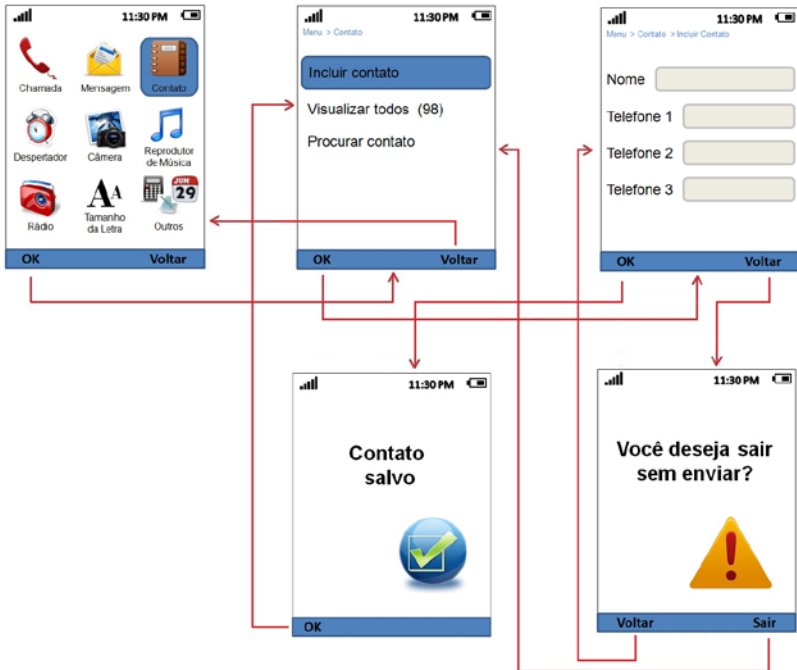 11:30 PM
Chamada
Mensagem
Contato
Despertador
Câmera
Reprodutor
de Música
JUN
29
Rádio
AA
Tamanho
da Letra
Outros
OK
Voltar
11:30 PM
Menu > Contato
Incluir contato
Visualizar todos (98)
Procurar contato
OK
Voltar
11:30 PM
Menu > Contato > Incluir Contato
Nome
Telefone 1
Telefone 2
Telefone 3
OK
Voltar
11:30 PM
Contato
salvo
OK
11:30 PM
Você deseja sair
sem enviar?
Voltar
Sair